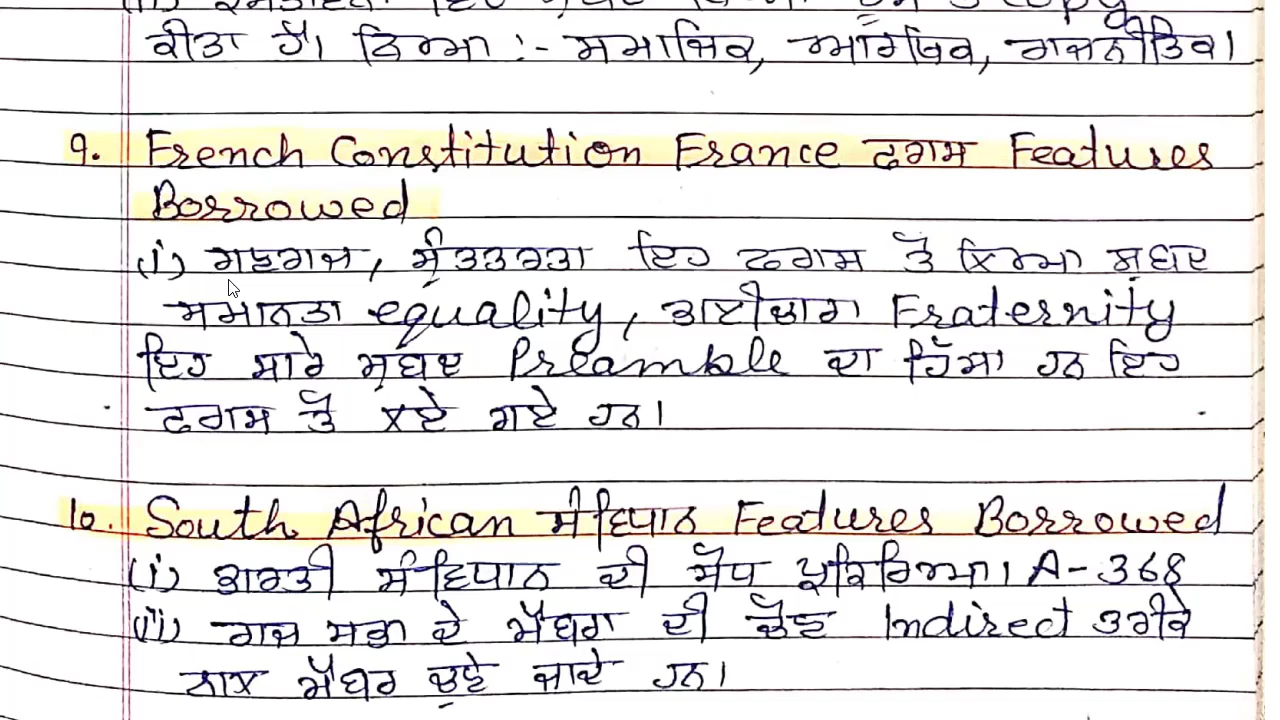 ਕੀਤਾ ਹੈ। ਨਿਆਂ :- ਸਮਾਜਿਕ, ਆਰਥਿਕ, ਰਾਜਨੀਤਿਕ।
9. French Constitution France ਫਰਾਂਸ Features
Borrowed
(i) ਗਣਰਾਜ, ਸੁੰਤਤਰਤਾ ਇਹ ਫਰਾਂਸ ਤੋਂ ਲਿਆ ਸ਼ਬਦ
ਸਮਾਨਤਾ equality, ਭਾਈਚਾਰਾ Fraternity
ਇਹ ਸਾਰੇ ਸ਼ਬਦ Preamble ਦਾ ਹਿੱਸਾ ਹਨ ਇਹ
ਫਰਾਂਸ ਤੋਂ ਲਏ ਗਏ ਹਨ।
10. South African ਸੰਵਿਧਾਨ Features Borrowed
(i) ਭਾਰਤੀ ਸੰਵਿਧਾਨ ਦੀ ਸੋਧ ਪ੍ਰਕਿਰਿਆ। A-368
(ii) ਰਾਜ ਸਭਾ ਦੇ ਮੈਂਬਰਾਂ ਦੀ ਚੋਣ Indirect ਤਰੀਕੇ
ਨਾਲ ਮੈਂਬਰ ਚੁਣੇ ਜਾਂਦੇ ਹਨ।